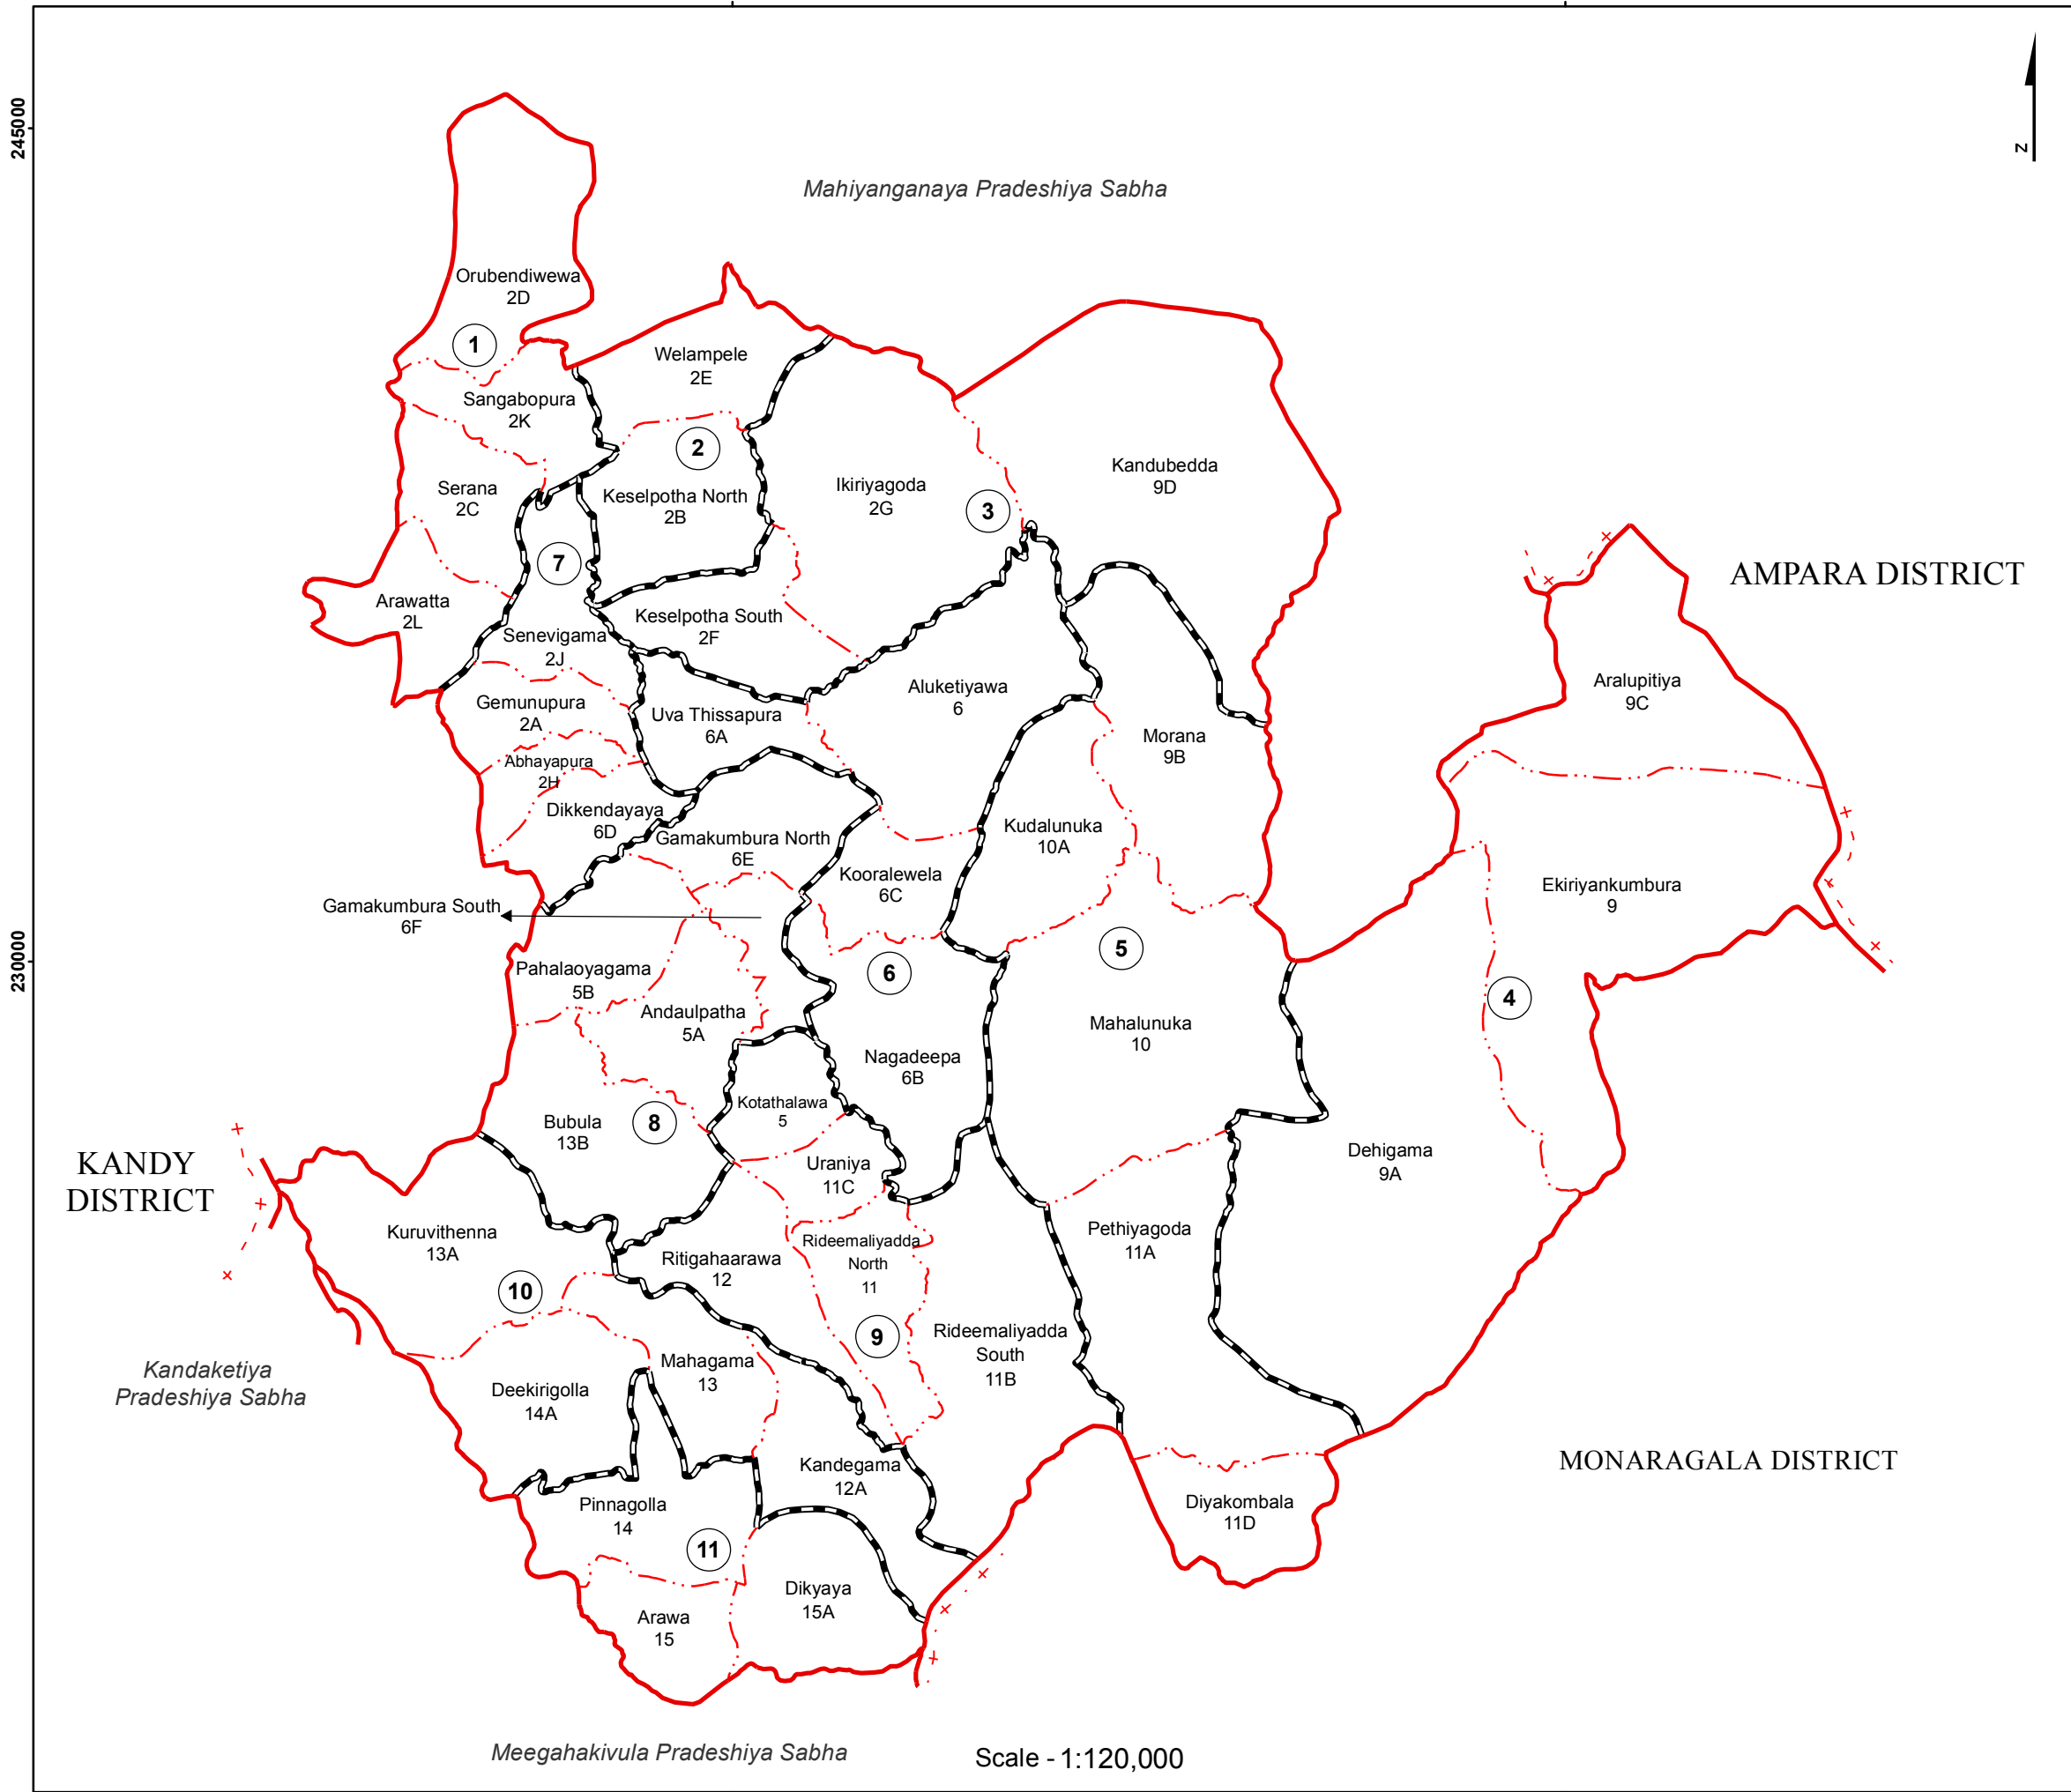 245000
230000
N
Mahiyanganaya Pradeshiya Sabha
Orubendiwewa
2D
1
Welampele
2E
Sangabopura
2K
2
Kandubedda
9D
Serana
2C
Keselpotha North
2B
Ikiriyagoda
2G
3
7
AMPARA DISTRICT
Arawatta
2L
Keselpotha South
2F
Senevigama
2J
Aluketiyawa
6
Aralupitiya
9C
Gemunupura
2A
Uva Thissapura
6A
Morana
9B
Abhayapura
2H
Dikkendayaya
6D
Gamakumbura North
6E
Kudalunuka
10A
Kooralewela
6C
Ekiriyankumbura
9
Gamakumbura South
6F
5
Pahalaoyagama
5B
6
4
Andaulpatha
5A
Mahalunuka
10
Nagadeepa
6B
Kotathalawa
5
Bubula
13B
8
Dehigama
9A
KANDY
DISTRICT
Uraniya
11C
Kuruvithenna
13A
Pethiyagoda
11A
Rideemaliyadda
North
11
Ritigahaarawa
12
10
9
Rideemaliyadda
South
11B
Kandaketiya
Pradeshiya Sabha
Mahagama
13
Deekirigolla
14A
MONARAGALA DISTRICT
Kandegama
12A
Pinnagolla
14
Diyakombala
11D
11
Dikyaya
15A
Arawa
15
Meegahakivula Pradeshiya Sabha
Scale - 1:120,000